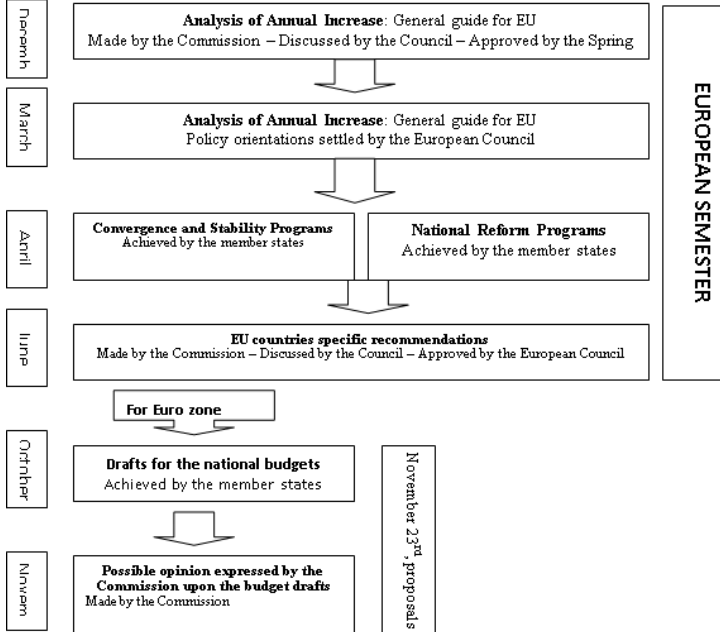 Decemb
Analysis of Annual Increase: General guide for EU
Made by the Commission – Discussed by the Council – Approved by the Spring
March
Analysis of Annual Increase: General guide for EU
Policy orientations settled by the European Council
EUROPEAN SEMESTER
April
Convergence and Stability Programs
Achieved by the member states
National Reform Programs
Achieved by the member states
June
EU countries specific recommendations
Made by the Commission – Discussed by the Council – Approved by the European Council
For Euro zone
October
Drafts for the national budgets
Achieved by the member states
November 23rd, proposals
Novem
Possible opinion expressed by the
Commission upon the budget drafts
Made by the Commission